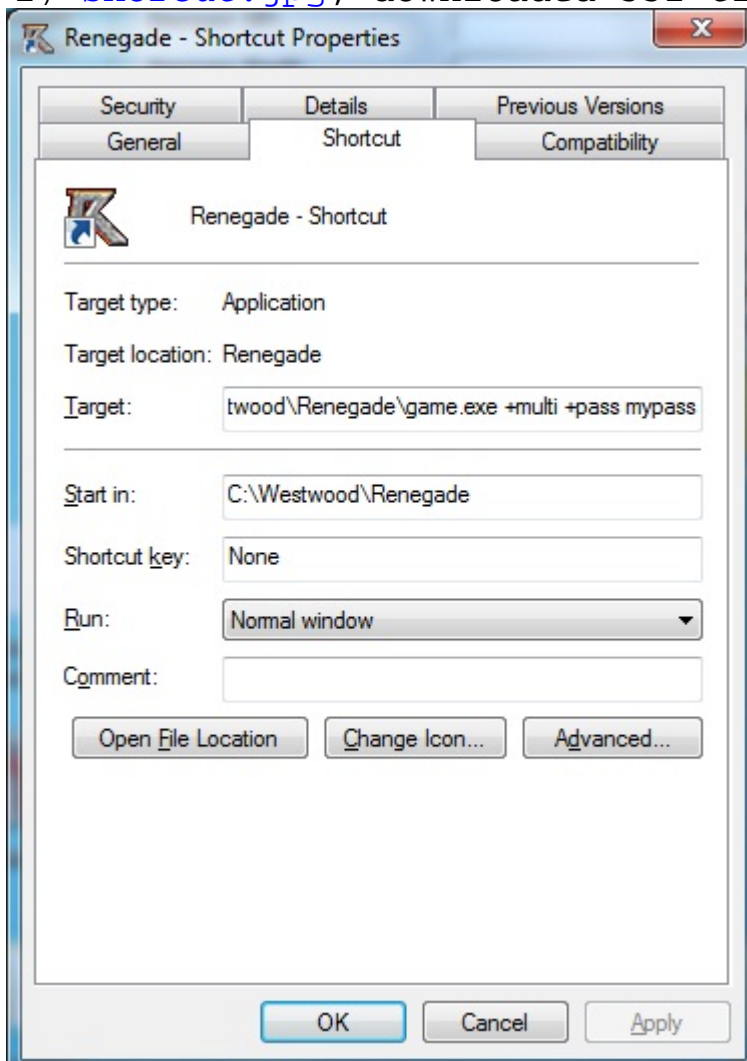 Renegade - Shortcut Properties
Security Details Previous Versions
General Shortcut Compatibility
Renegade - Shortcut
Target type: Application
Target location: Renegade
Target: twood\Renegade\game.exe +multi +pass mypass
Start in: C:\Westwood\Renegade
Shortcut key: None
Run: Normal window
Comment:
Open File Location Change Icon... Advanced...
OK Cancel Apply